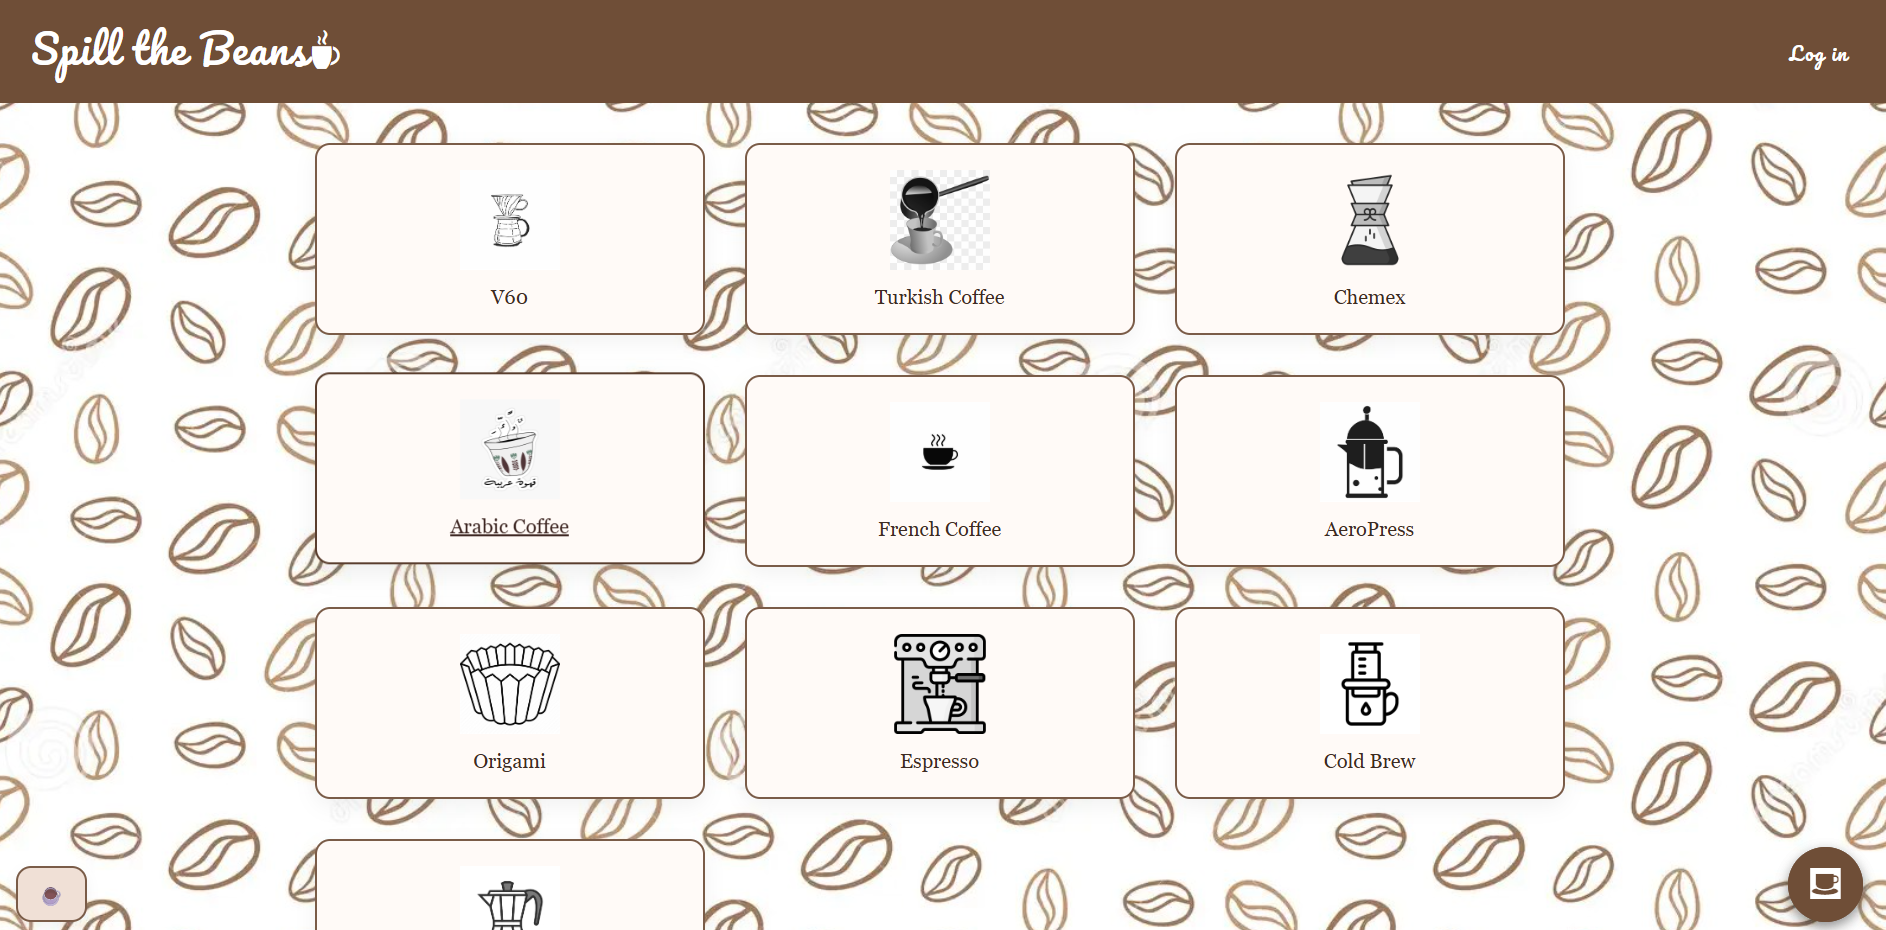 Spill the Beans
Log in
V60
Turkish Coffee
Chemex
قهوة عربية
Arabic Coffee
French Coffee
AeroPress
Origami
Espresso
Cold Brew